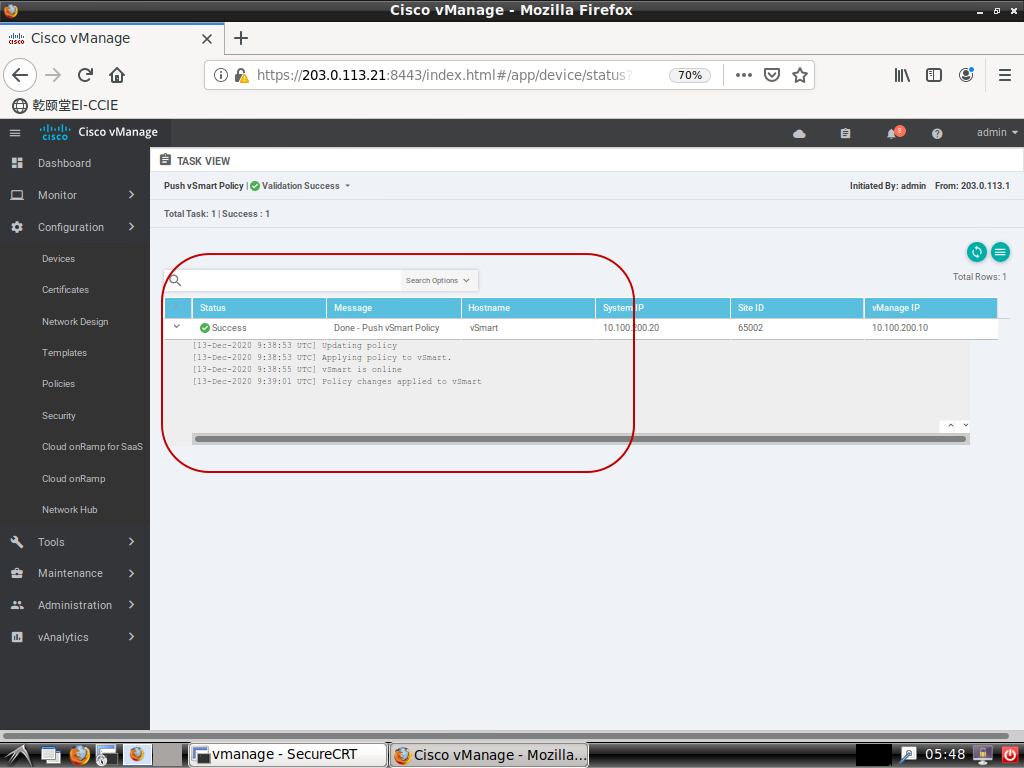 Cisco vManage - Mozilla Firefox
Cisco vManage
https://203.0.113.21:8443/index.html#/app/device/status?
70%
乾颐堂EI-CCIE
cisco Cisco vManage
8
admin
Dashboard
Monitor
Configuration
Devices
Certificates
Network Design
Templates
Policies
Security
Cloud onRamp for SaaS
Cloud onRamp
Network Hub
Tools
Maintenance
Administration
vAnalytics
TASK VIEW
Push vSmart Policy | Validation Success
Initiated By: admin From: 203.0.113.1
Total Task: 1 | Success : 1
Search Options
Total Rows: 1
Status Message Hostname System IP Site ID vManage IP
Success Done - Push vSmart Policy vSmart 10.100.200.20 65002 10.100.200.10
[13-Dec-2020 9:38:53 UTC] Updating policy
[13-Dec-2020 9:38:53 UTC] Applying policy to vSmart.
[13-Dec-2020 9:38:55 UTC] vSmart is online
[13-Dec-2020 9:39:01 UTC] Policy changes applied to vSmart
vmanage - SecureCRT
Cisco vManage - Mozilla...
05:48